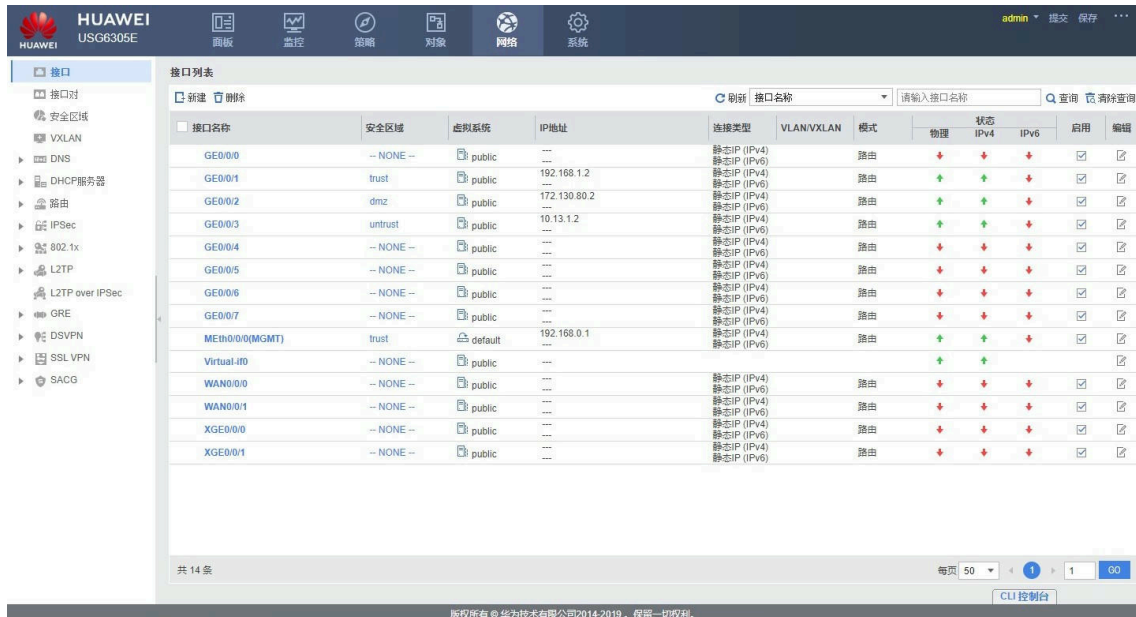 HUAWEI
HUAWEI
USG6305E
面板
监控
策略
对象
网络
系统
admin
提交 保存
接口
接口对
安全区域
VXLAN
DNS
DHCP服务器
路由
IPSec
802.1x
L2TP
L2TP over IPSec
GRE
DSVPN
SSL VPN
SACG
接口列表
新建 删除 刷新 接口名称 请输入接口名称 查询 清除查询
接口名称 安全区域 虚拟系统 IP地址 连接类型 VLAN/VXLAN 模式 状态 启用 编辑
物理 IPv4 IPv6
GE0/0/0 -- NONE -- public --- 静态IP (IPv4) 路由
--- 静态IP (IPv6)
GE0/0/1 trust public 192.168.1.2 静态IP (IPv4) 路由
--- 静态IP (IPv6)
GE0/0/2 dmz public 172.130.80.2 静态IP (IPv4) 路由
--- 静态IP (IPv6)
GE0/0/3 untrust public 10.13.1.2 静态IP (IPv4) 路由
--- 静态IP (IPv6)
GE0/0/4 -- NONE -- public --- 静态IP (IPv4) 路由
--- 静态IP (IPv6)
GE0/0/5 -- NONE -- public --- 静态IP (IPv4) 路由
--- 静态IP (IPv6)
GE0/0/6 -- NONE -- public --- 静态IP (IPv4) 路由
--- 静态IP (IPv6)
GE0/0/7 -- NONE -- public --- 静态IP (IPv4) 路由
--- 静态IP (IPv6)
MEth0/0/0(MGMT) trust default 192.168.0.1 静态IP (IPv4) 路由
--- 静态IP (IPv6)
Virtual-if0 -- NONE -- public ---
WAN0/0/0 -- NONE -- public --- 静态IP (IPv4) 路由
--- 静态IP (IPv6)
WAN0/0/1 -- NONE -- public --- 静态IP (IPv4) 路由
--- 静态IP (IPv6)
XGE0/0/0 -- NONE -- public --- 静态IP (IPv4) 路由
--- 静态IP (IPv6)
XGE0/0/1 -- NONE -- public --- 静态IP (IPv4) 路由
--- 静态IP (IPv6)
共 14 条 每页 50 1 1 GO
CLI 控制台
版权所有 © 华为技术有限公司2014-2019 。保留一切权利。